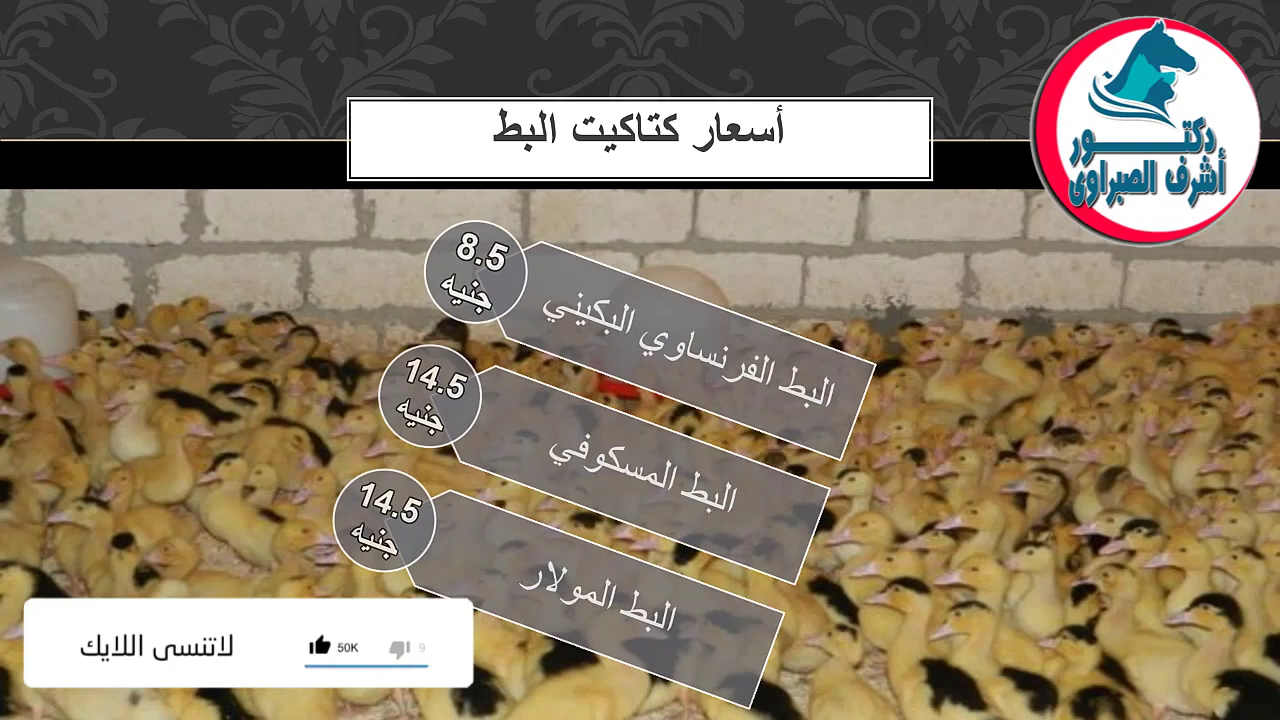 أسعار كتاكيت البط
دكتــــور
أشرف الصبراوى
8.5
جنيه
البط الفرنساوي البكيني
14.5
جنيه
البط المسكوفي
14.5
جنيه
البط المولار
لاتنسى اللايك
50K
9